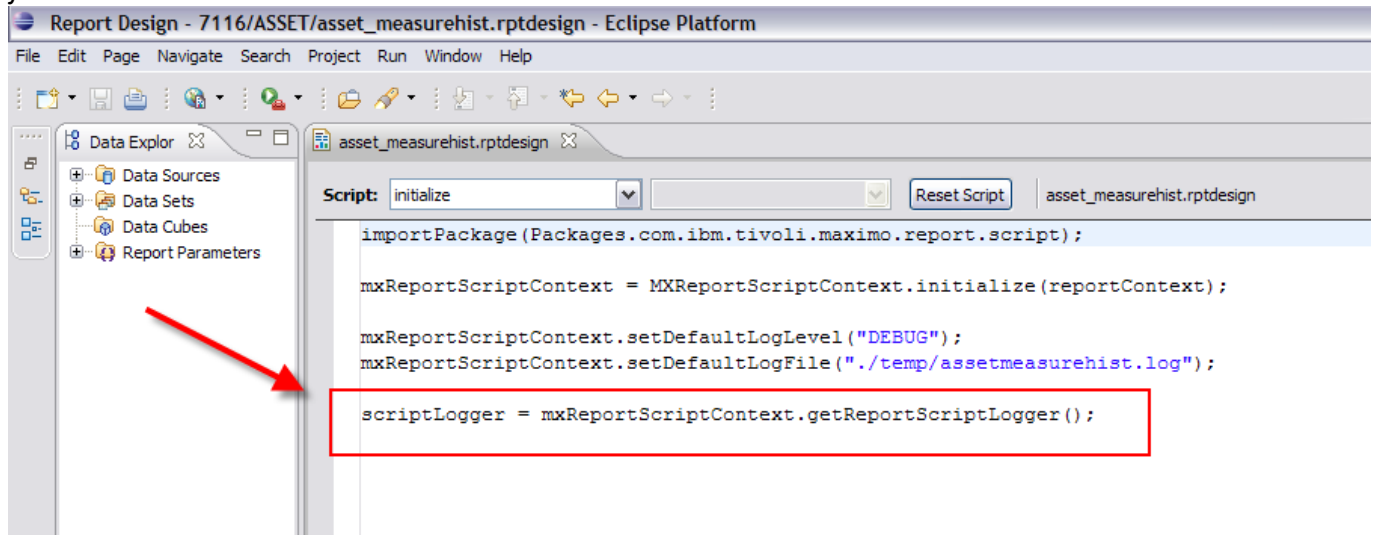 Report Design - 7116/ASSET/asset_measurehist.rptdesign - Eclipse Platform
File Edit Page Navigate Search Project Run Window Help
Data Explor
asset_measurehist.rptdesign
Data Sources
Data Sets
Data Cubes
Report Parameters
Script: initialize Reset Script asset_measurehist.rptdesign
importPackage(Packages.com.ibm.tivoli.maximo.report.script);
mxReportScriptContext = MXReportScriptContext.initialize(reportContext);
mxReportScriptContext.setDefaultLogLevel("DEBUG");
mxReportScriptContext.setDefaultLogFile("./temp/assetmeasurehist.log");
scriptLogger = mxReportScriptContext.getReportScriptLogger();